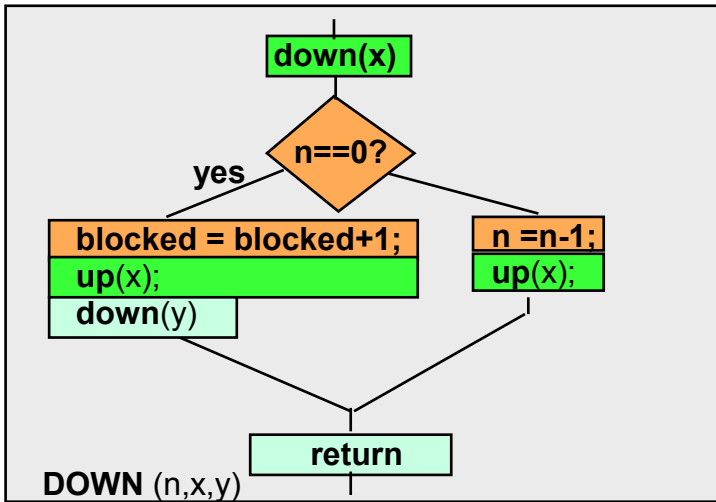 down(x)
n==0?
yes
blocked = blocked+1;
up(x);
down(y)
n =n-1;
up(x);
return
DOWN (n,x,y)